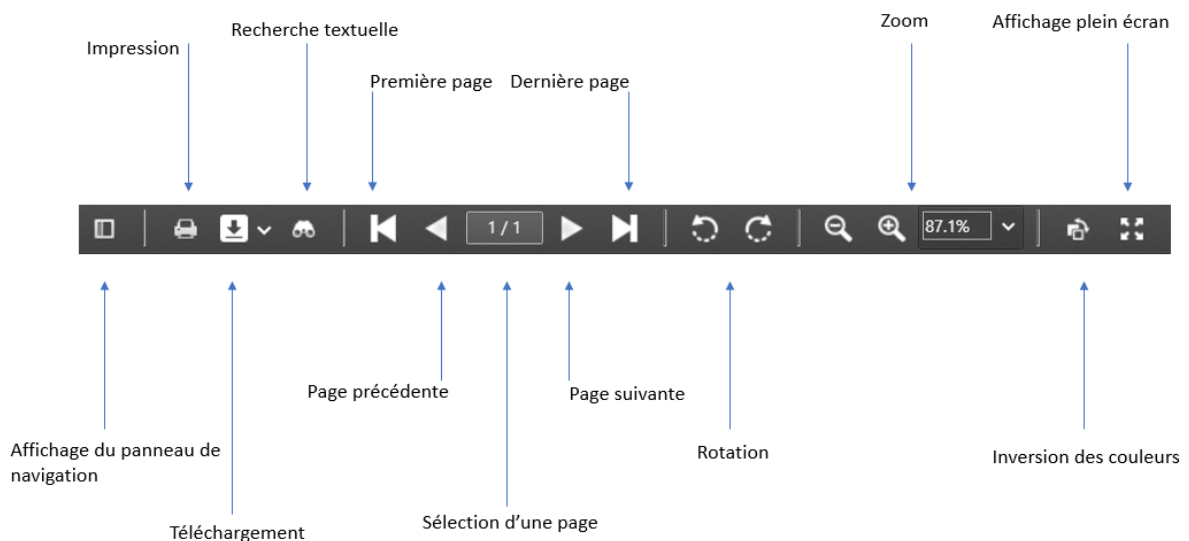 Zoom
Affichage plein écran
Recherche textuelle
Impression
Première page
Dernière page
1 / 1
87.1%
Page précédente
Page suivante
Affichage du panneau de
navigation
Rotation
Inversion des couleurs
Sélection d’une page
Téléchargement